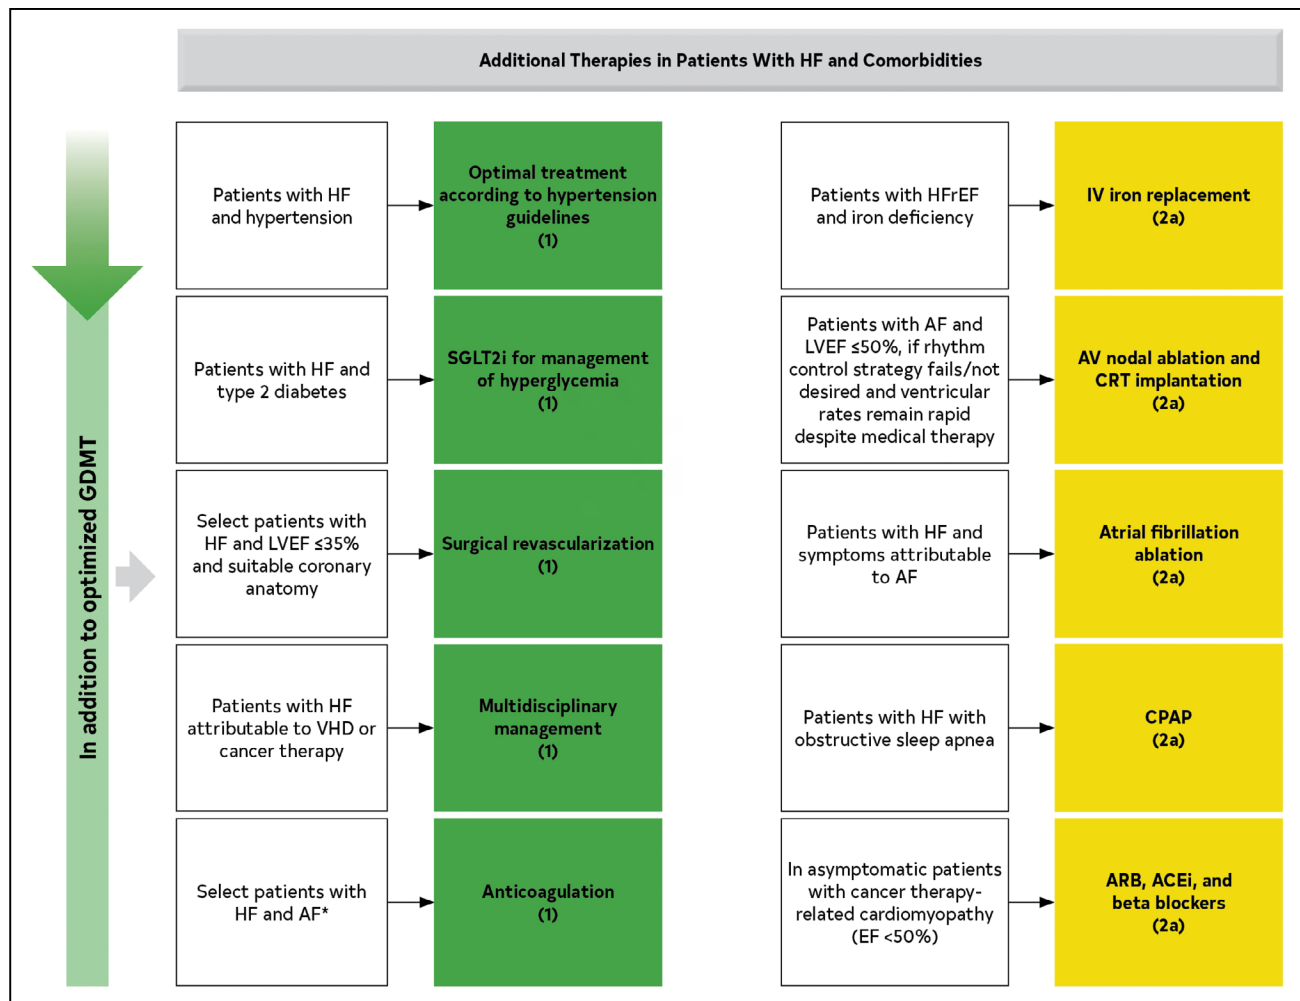 Additional Therapies in Patients With HF and Comorbidities
In addition to optimized GDMT
Patients with HF
and hypertension
Optimal treatment
according to hypertension
guidelines
(1)
Patients with HF and
type 2 diabetes
SGLT2i for management
of hyperglycemia
(1)
Select patients with
HF and LVEF ≤35%
and suitable coronary
anatomy
Surgical revascularization
(1)
Patients with HF
attributable to VHD or
cancer therapy
Multidisciplinary
management
(1)
Select patients with
HF and AF*
Anticoagulation
(1)
Patients with HFrEF
and iron deficiency
IV iron replacement
(2a)
Patients with AF and
LVEF ≤50%, if rhythm
control strategy fails/not
desired and ventricular
rates remain rapid
despite medical therapy
AV nodal ablation and
CRT implantation
(2a)
Patients with HF and
symptoms attributable
to AF
Atrial fibrillation
ablation
(2a)
Patients with HF with
obstructive sleep apnea
CPAP
(2a)
In asymptomatic patients
with cancer therapy-
related cardiomyopathy
(EF <50%)
ARB, ACEi, and
beta blockers
(2a)